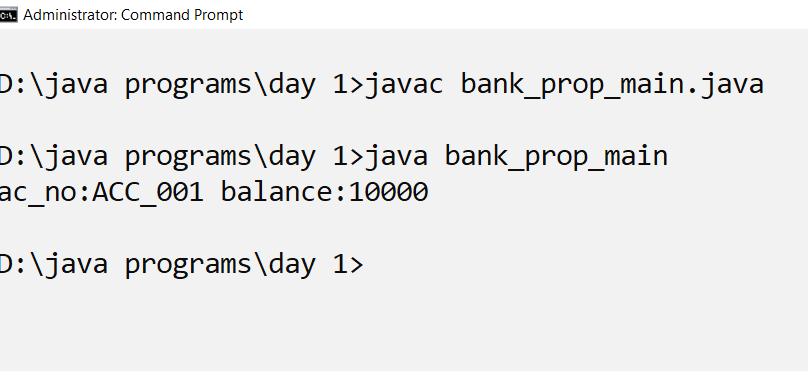 Administrator: Command Prompt
D:\java programs\day 1>javac bank_prop_main.java
D:\java programs\day 1>java bank_prop_main
ac_no:ACC_001 balance:10000
D:\java programs\day 1>